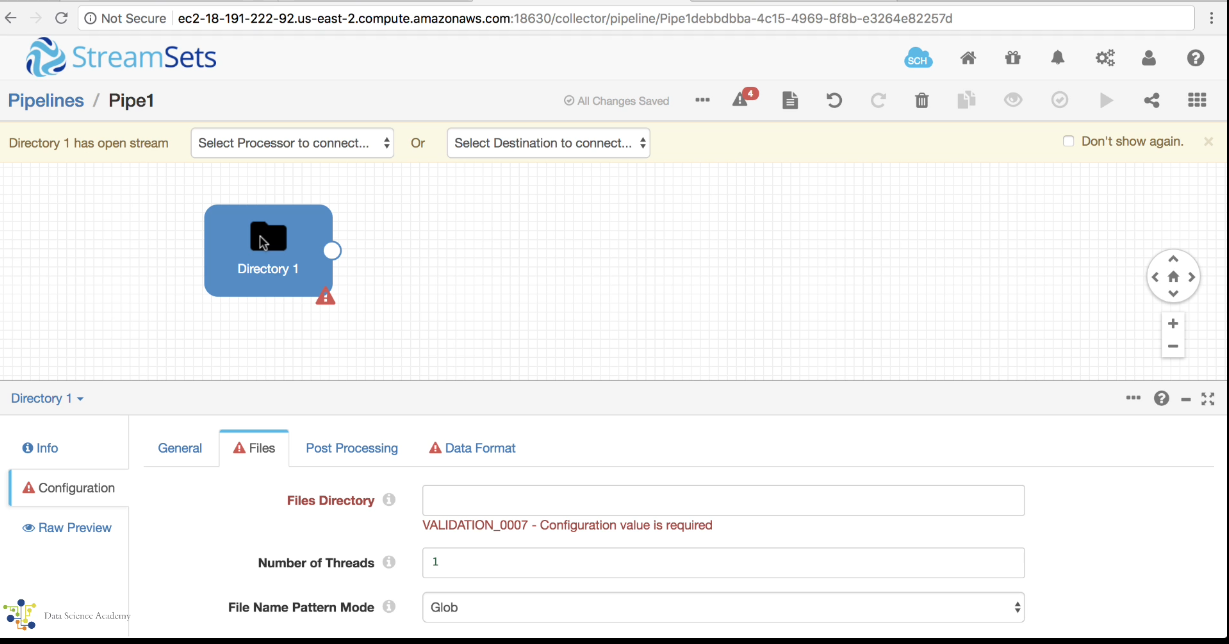 Not Secure ec2-18-191-222-92.us-east-2.compute.amazonaws.com:18630/collector/pipeline/Pipe1debbdbba-4c15-4969-8f8b-e3264e82257d
StreamSets
SCH
Pipelines / Pipe1
All Changes Saved
4
Directory 1 has open stream
Select Processor to connect...
Or
Select Destination to connect...
Don't show again.
Directory 1
Directory 1
Info
General
Files
Post Processing
Data Format
Configuration
Raw Preview
Files Directory
VALIDATION_0007 - Configuration value is required
Number of Threads
1
File Name Pattern Mode
Glob
Data Science Academy